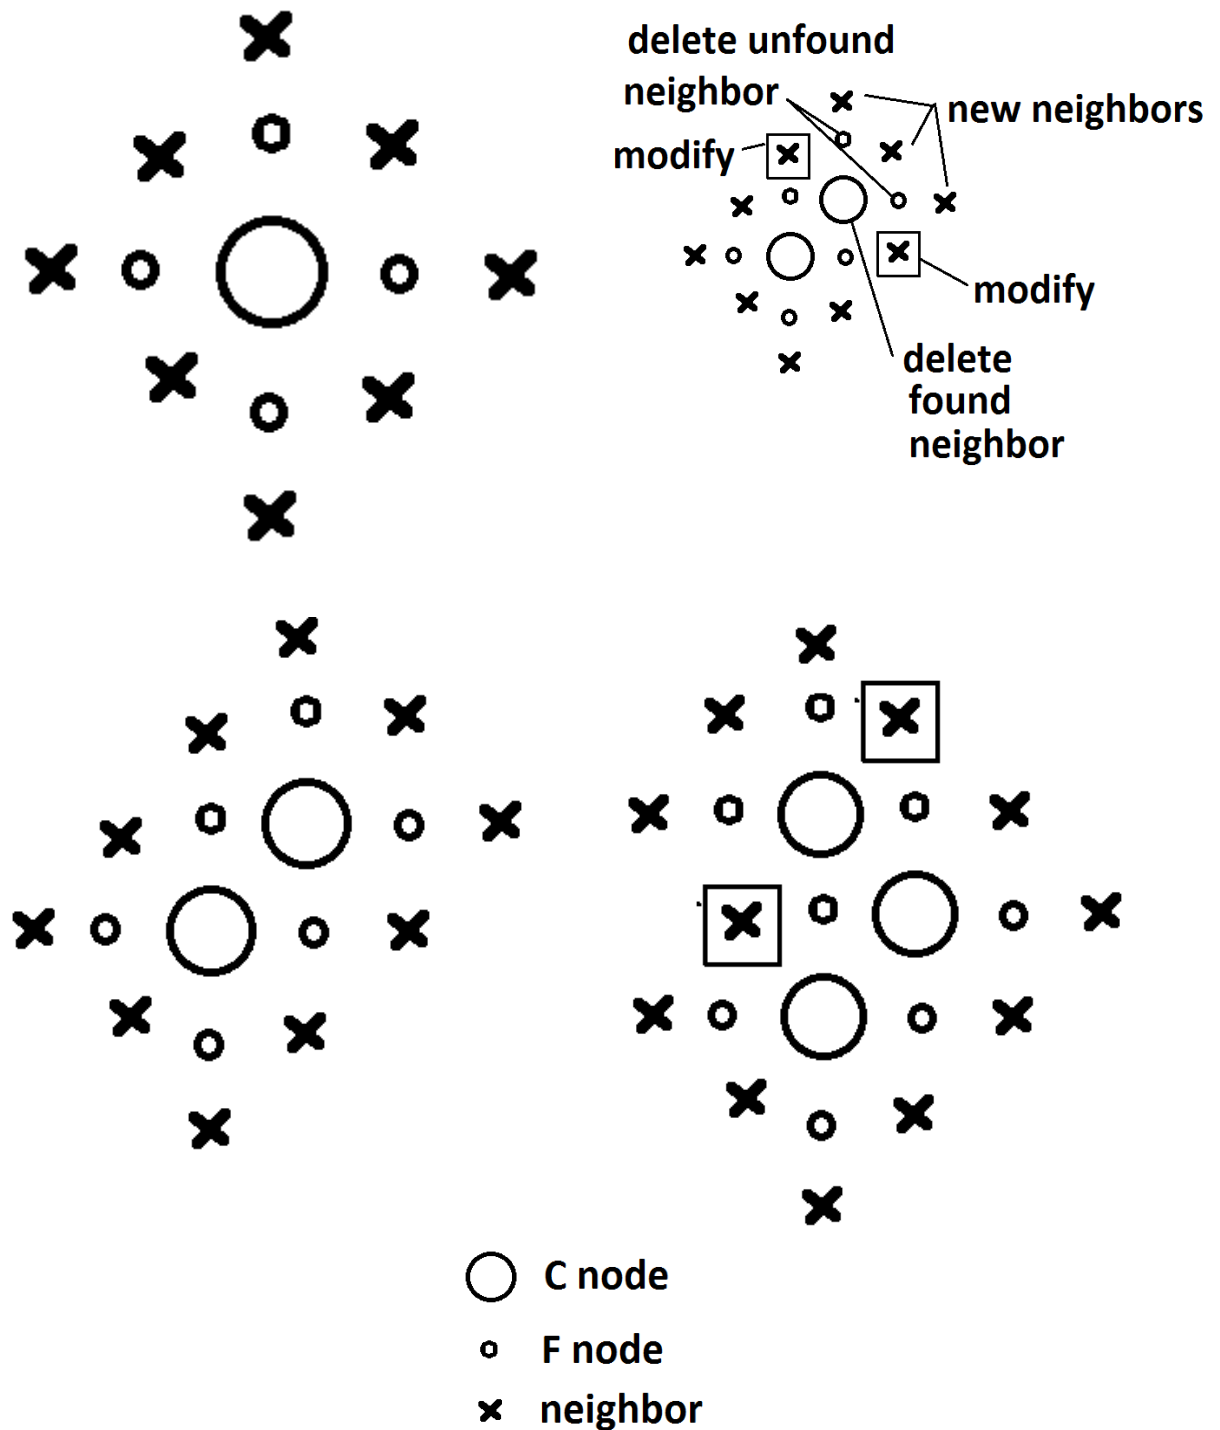 delete unfound
neighbor
new neighbors
modify
modify
delete
found
neighbor
C node
F node
neighbor